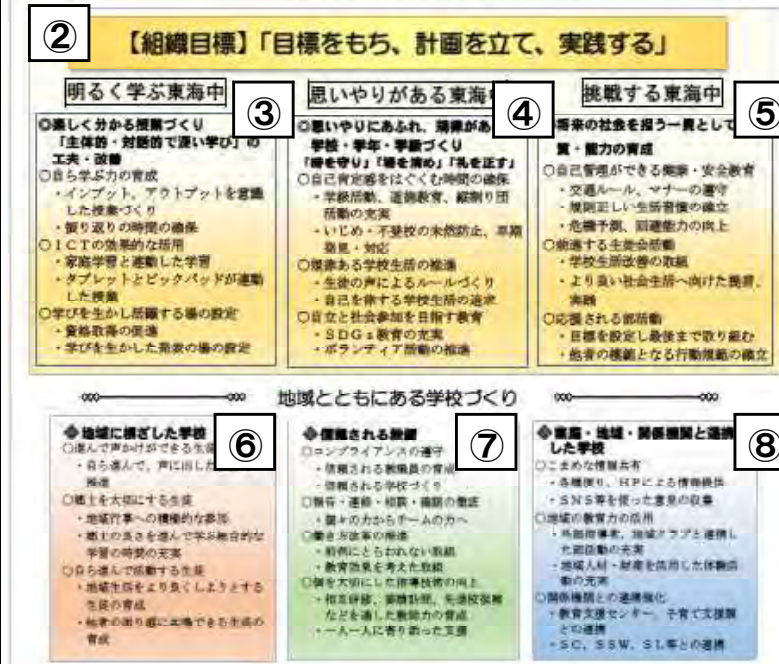 ②
【組織目標】「目標をもち、計画を立て、実践する」
明るく学ぶ東海中
③
◎楽しく分かる授業づくり
「主体的・対話的で深い学び」の
工夫・改善
○自ら学ぶ力の育成
・インプット、アウトプットを意識
した授業づくり
・振り返りの時間の確保
○ICTの効果的な活用
・家庭学習と連動した学習
・タブレットとビックパッドが連動
した授業
○学びを生かし活躍する場の設定
・資格取得の促進
・学びを生かした発表の場の設定
思いやりがある東海
④
◎思いやりにあふれ、規律があ
学校・学年・学級づくり
「時を守り」「場を清め」「礼を正す」
○自己肯定感をはぐくむ時間の確保
・学級活動、道徳教育、縦割り団
活動の充実
・いじめ・不登校の未然防止、早期
発見・対応
○規律ある学校生活の推進
・生徒の声によるルールづくり
・自己を律する学校生活の追求
○自立と社会参加を目指す教育
・SDGs教育の充実
・ボランティア活動の推進
挑戦する東海中
⑤
将来の社会を担う一員として
質・能力の育成
○自己管理ができる健康・安全教育
・交通ルール、マナーの遵守
・規則正しい生活習慣の確立
・危機予測、回避能力の向上
○前進する生徒会活動
・学校生活改善の取組
・より良い社会生活へ向けた提言、
実践
○応援される部活動
・目標を設定し最後まで取り組む
・他者の模範となる行動規範の確立
地域とともにある学校づくり
⑥
◆地域に根ざした学校
○進んで声かけができる生徒
・自ら進んで、声に出した
推進
○郷土を大切にする生徒
・地域行事への積極的な参加
・郷土の良さを進んで学ぶ総合的な
学習の時間の充実
○自ら進んで活動する生徒
・地域生活をより良くしようとする
生徒の育成
・他者の困り感に共感できる生徒の
育成
⑦
◆信頼される教職
○コンプライアンスの遵守
・信頼される教職員の育成
・信頼される学校づくり
○報告・連絡・相談・確認の徹底
・個々の力からチームの力へ
○働き方改革の推進
・前例にとらわれない取組
・教育効果を考えた取組
○個を大切にした指導技術の向上
・相互研修、要請訪問、先進校視察
などを通した教師力の育成
・一人一人に寄り添った支援
⑧
◆家庭・地域・関係機関と連携
した学校
○こまめな情報共有
・各種便り、HPによる情報提供
・SNS等を使った意見の収集
○地域の教育力の活用
・外部指導者、地域クラブと連携し
た部活動の充実
・地域人材・財産を活用した体験活
動の充実
○関係機関との連携強化
・教育支援センター、子育て支援課
との連携
・SC、SSW、SL等との連携